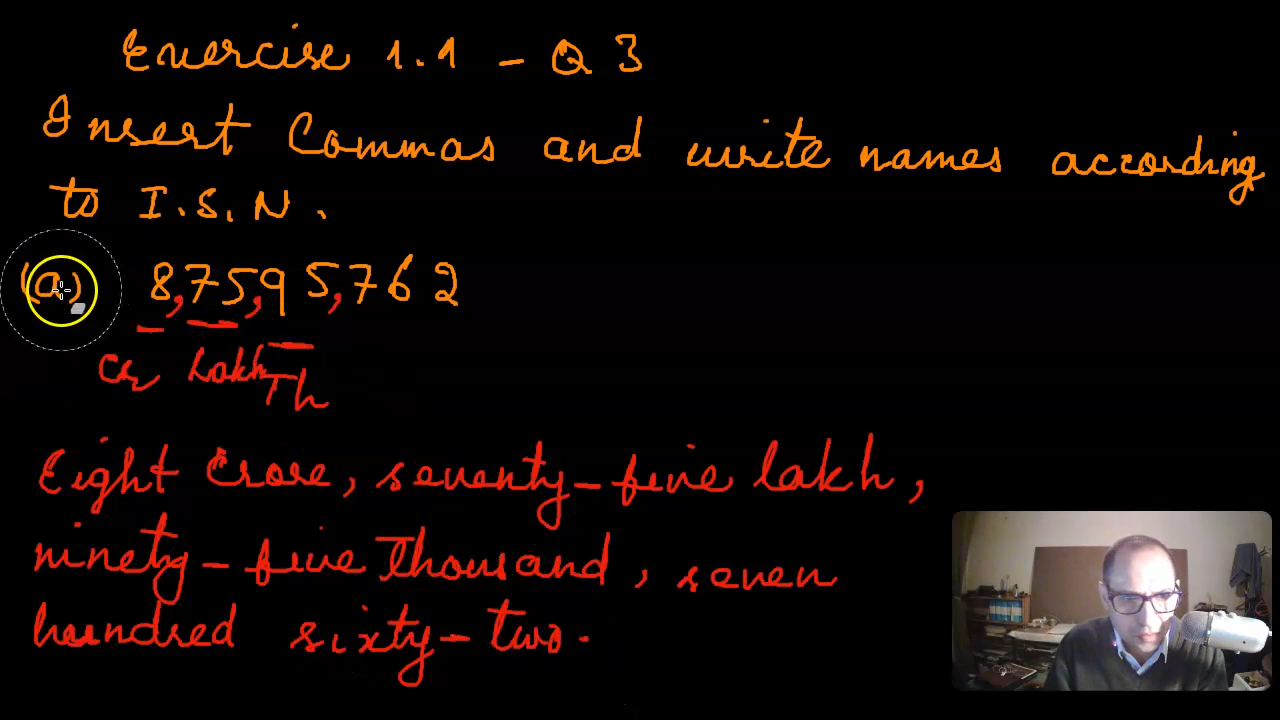 Exercise 1.1 - Q 3
Insert Commas and write names according
to I.S.N.
(a) 8,75,95,762
Cr Lakh Th
Eight Crore, seventy-five lakh,
ninety-five Thousand, seven
hundred sixty-two.